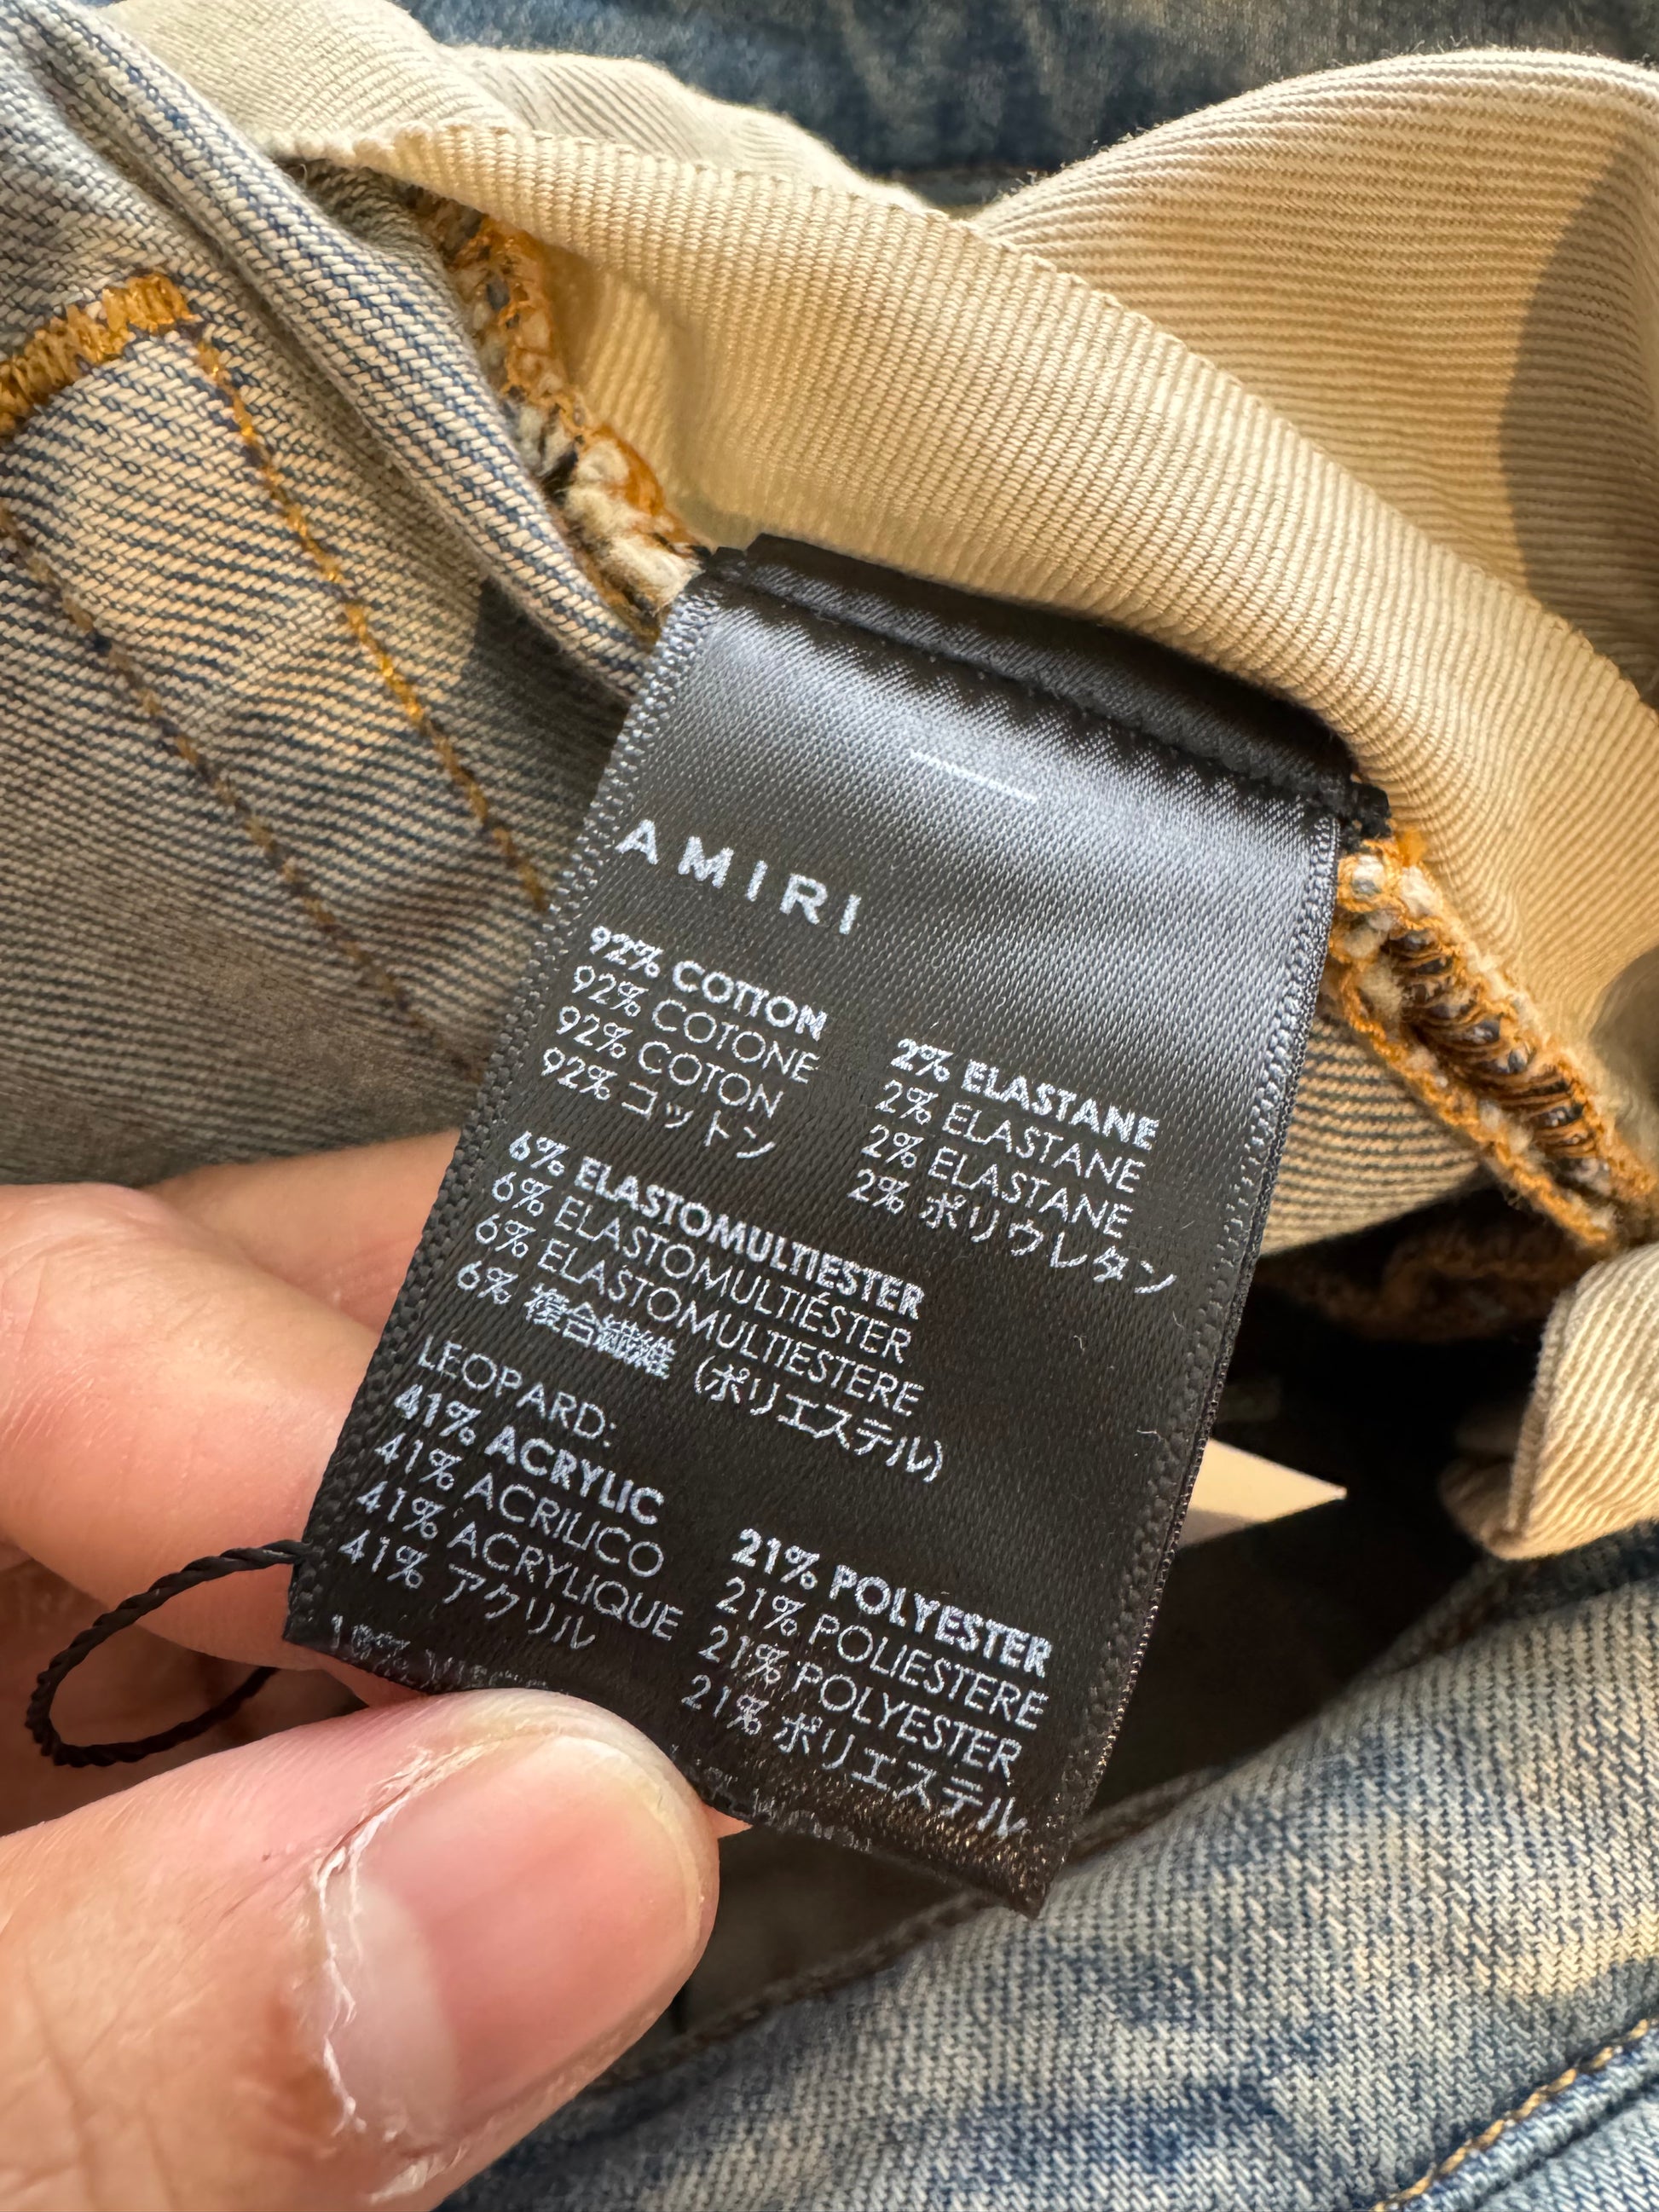 AMIRI
92% COTTON
92% COTONE
92% COTON
92% コットン
2% ELASTANE
2% ELASTANE
2% ELASTANE
2% ポリウレタン
6% ELASTOMULTIESTER
6% ELASTOMULTIÉSTER
6% ELASTOMULTIESTERE
6% 複合繊維 (ポリエステル)
LEOPARD:
41% ACRYLIC
41% ACRILICO
41% ACRYLIQUE
41% アクリル
21% POLYESTER
21% POLIESTERE
21% POLYESTER
21% ポリエステル